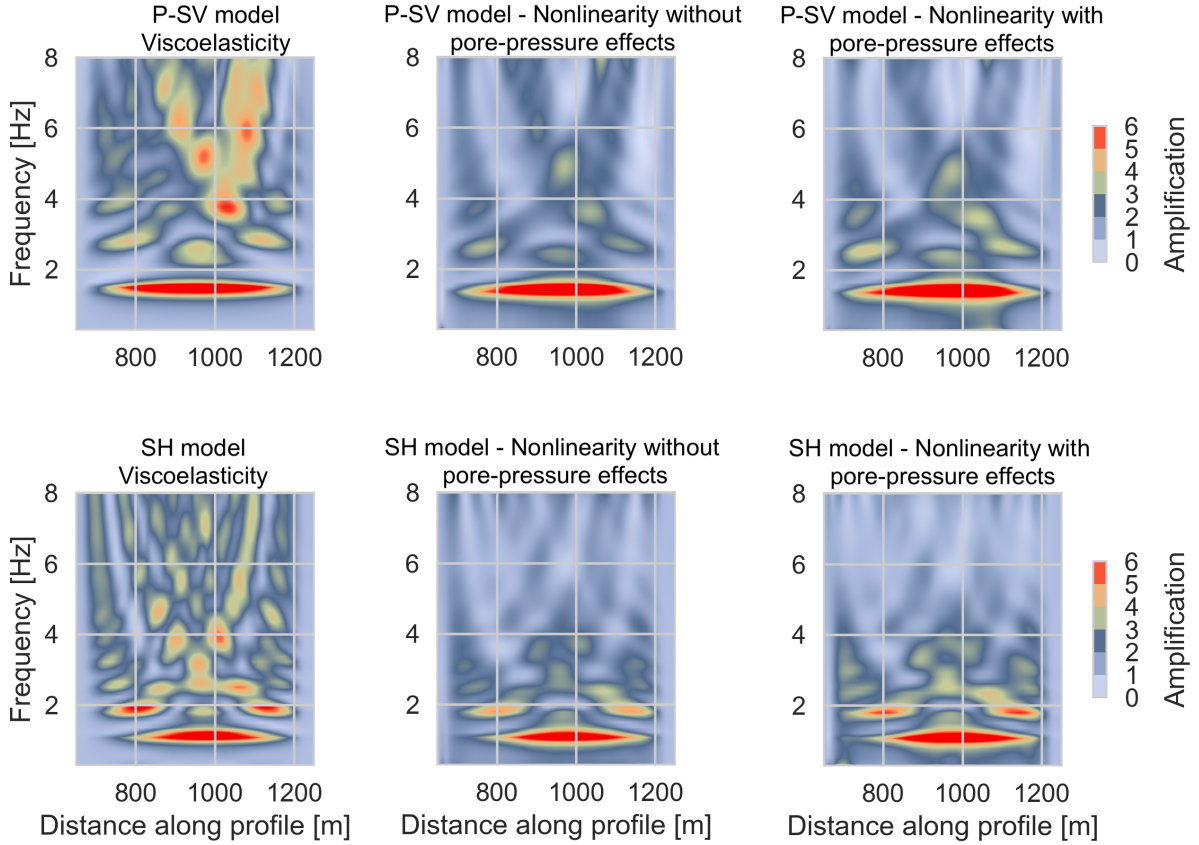 P-SV model
Viscoelasticity
P-SV model - Nonlinearity without
pore-pressure effects
P-SV model - Nonlinearity with
pore-pressure effects
Frequency [Hz]
8
6
4
2
800 1000 1200
8
6
4
2
800 1000 1200
8
6
4
2
800 1000 1200
6
5
4
3
2
1
0
Amplification
SH model
Viscoelasticity
SH model - Nonlinearity without
pore-pressure effects
SH model - Nonlinearity with
pore-pressure effects
Frequency [Hz]
8
6
4
2
800 1000 1200
Distance along profile [m]
8
6
4
2
800 1000 1200
Distance along profile [m]
8
6
4
2
800 1000 1200
Distance along profile [m]
6
5
4
3
2
1
0
Amplification